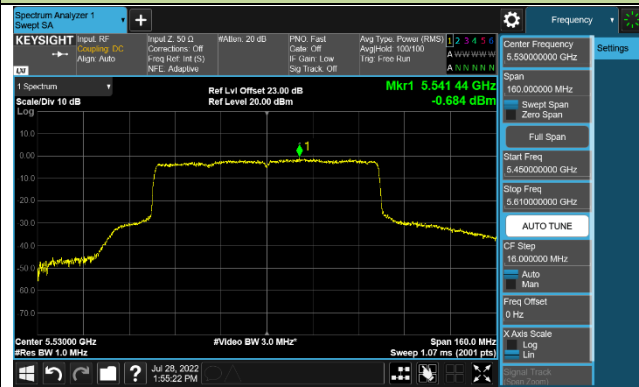 Spectrum Analyzer 1
Swept SA
Frequency
KEYSIGHT
Input: RF
Coupling: DC
Align: Auto
Input Z: 50 Ω
Corrections: Off
Freq Ref: Int (S)
NFE: Adaptive
#Atten: 20 dB
PNO: Fast
Gate: Off
IF Gain: Low
Sig Track: Off
Avg Type: Power (RMS)
Avg|Hold: 100/100
Trig: Free Run
1 2 3 4 5 6
A W W W W W
A N N N N N
LXI
1 Spectrum
Scale/Div 10 dB
Log
Ref Lvl Offset 23.00 dB
Ref Level 20.00 dBm
Mkr1 5.541 44 GHz
-0.684 dBm
1
10.0
0.00
-10.0
-20.0
-30.0
-40.0
-50.0
-60.0
-70.0
Center 5.53000 GHz
#Res BW 1.0 MHz
#Video BW 3.0 MHz*
Span 160.0 MHz
Sweep 1.07 ms (2001 pts)
Jul 28, 2022
1:55:22 PM
Center Frequency
5.530000000 GHz
Span
160.000000 MHz
Swept Span
Zero Span
Full Span
Start Freq
5.450000000 GHz
Stop Freq
5.610000000 GHz
AUTO TUNE
CF Step
16.000000 MHz
Auto
Man
Freq Offset
0 Hz
X Axis Scale
Log
Lin
Signal Track
(Span Zoom)
Settings